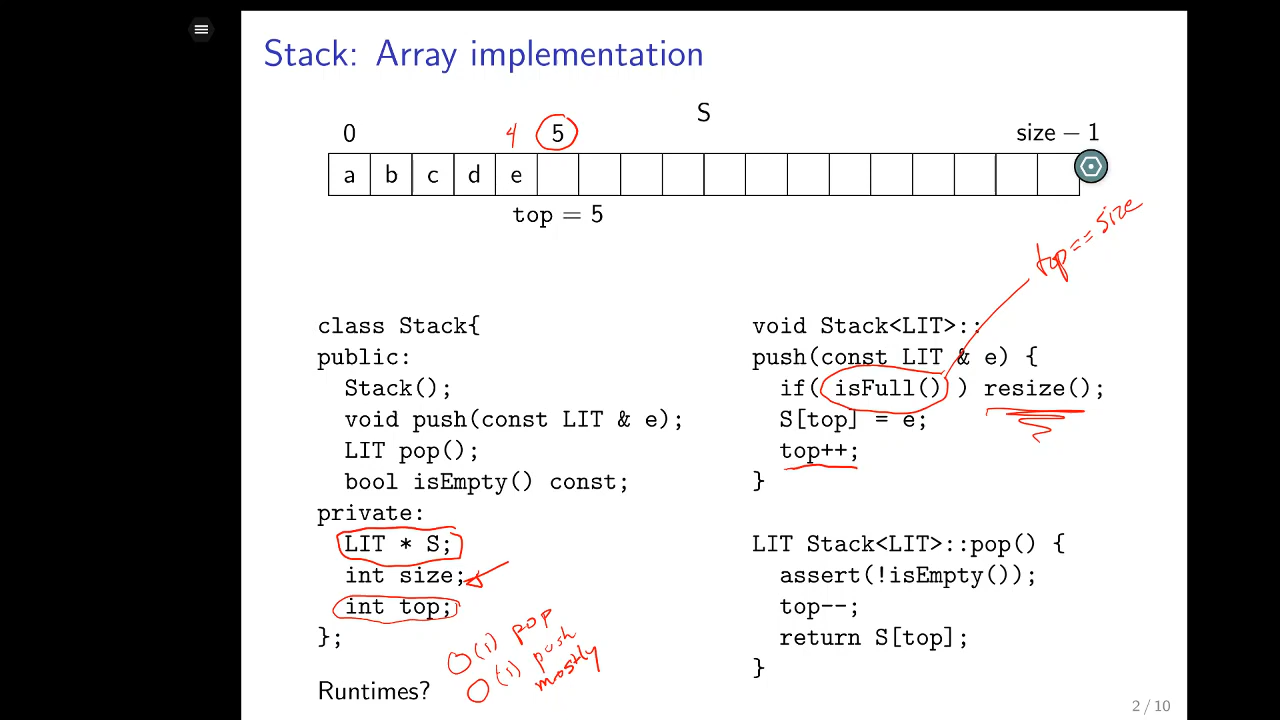 Stack: Array implementation
S
0 4 5 size − 1
a b c d e
top = 5
top == size
class Stack{
public:
Stack();
void push(const LIT & e);
LIT pop();
bool isEmpty() const;
private:
LIT * S;
int size;
int top;
};
Runtimes?
O(1) pop
O(1) push
mostly
void Stack<LIT>::
push(const LIT & e) {
if( isFull() ) resize();
S[top] = e;
top++;
}
LIT Stack<LIT>::pop() {
assert(!isEmpty());
top--;
return S[top];
}
2 / 10